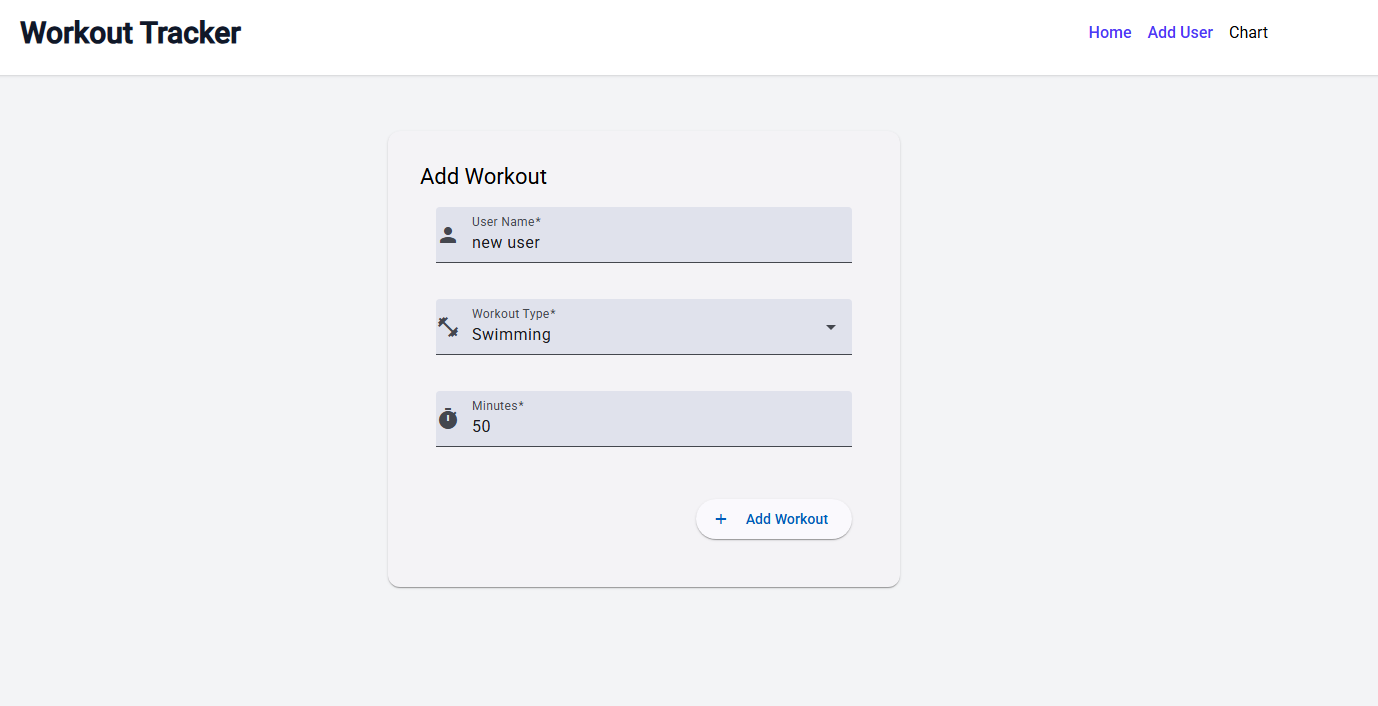 Workout Tracker
Home Add User Chart
Add Workout
User Name*
new user
Workout Type*
Swimming
Minutes*
50
+ Add Workout